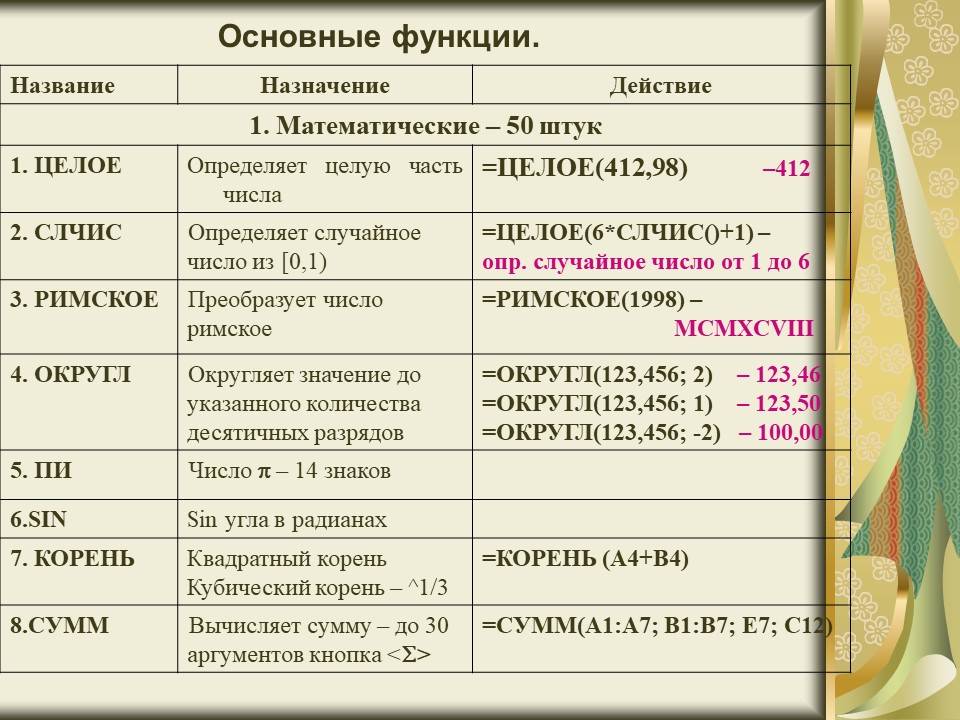 Основные функции.
Название Назначение Действие
1. Математические – 50 штук
1. ЦЕЛОЕ Определяет целую часть =ЦЕЛОЕ(412,98) –412
числа
2. СЛЧИС Определяет случайное =ЦЕЛОЕ(6*СЛЧИС()+1) –
число из [0,1) опр. случайное число от 1 до 6
3. РИМСКОЕ Преобразует число =РИМСКОЕ(1998) –
римское MCMXCVIII
4. ОКРУГЛ Округляет значение до =ОКРУГЛ(123,456; 2) – 123,46
указанного количества =ОКРУГЛ(123,456; 1) – 123,50
десятичных разрядов =ОКРУГЛ(123,456; -2) – 100,00
5. ПИ Число π – 14 знаков
6.SIN Sin угла в радианах
7. КОРЕНЬ Квадратный корень =КОРЕНЬ (A4+B4)
Кубический корень – ^1/3
8.СУММ Вычисляет сумму – до 30 =СУММ(A1:A7; B1:B7; E7; C12)
аргументов кнопка <Σ>